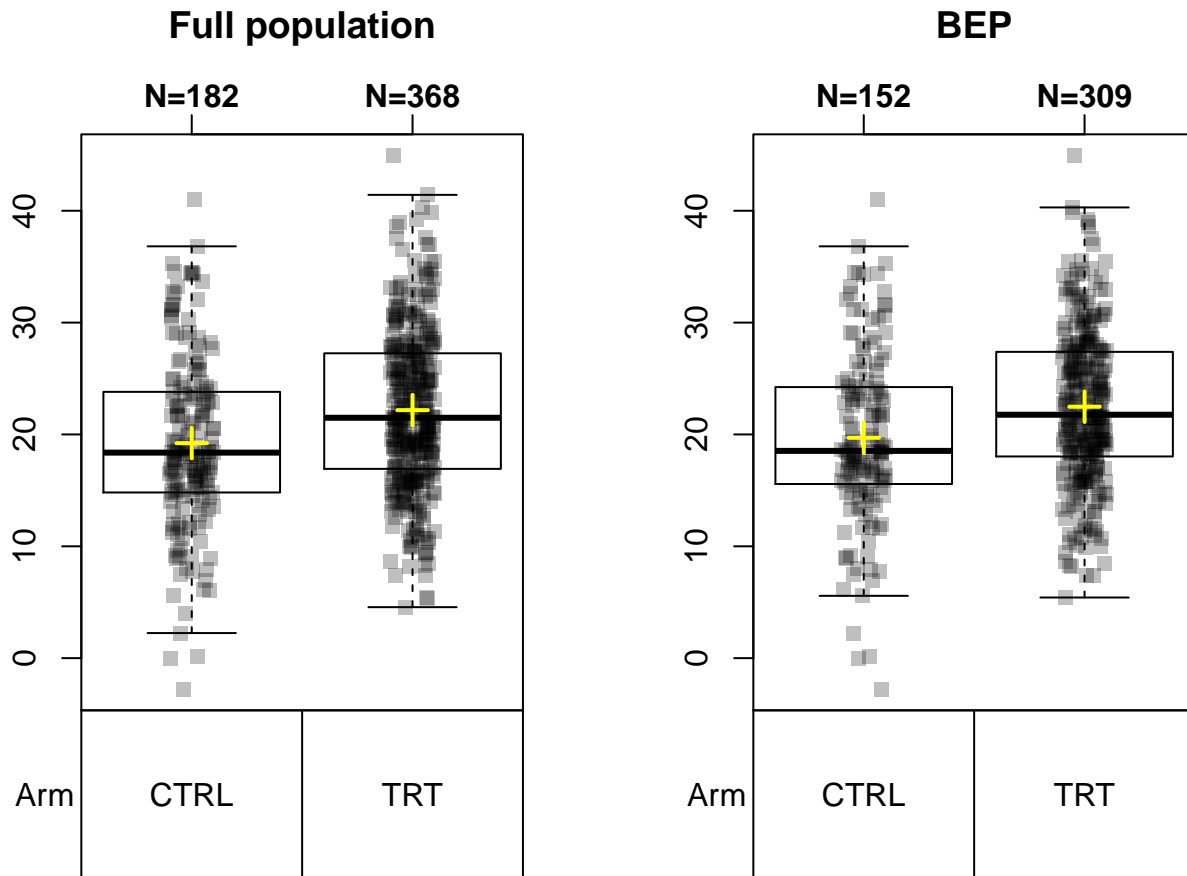 Full population
BEP
N=182
N=368
N=152
N=309
40
30
20
10
0
40
30
20
10
0
Arm
CTRL
TRT
Arm
CTRL
TRT